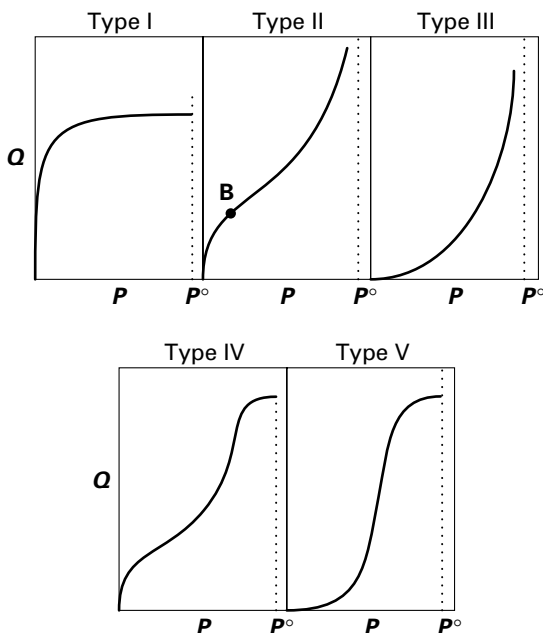 Type I Type II Type III
Q
B
P P° P P° P P°
Type IV Type V
Q
P P° P P°